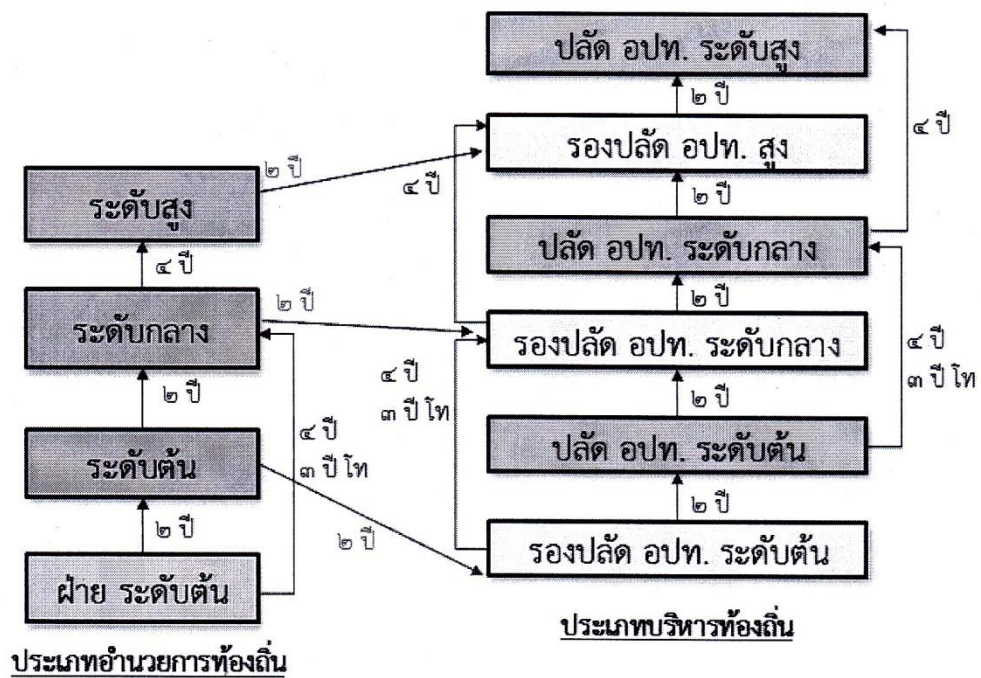 ปลัด อปท. ระดับสูง
๒ ปี
๔ ปี
รองปลัด อปท. สูง
๒ ปี
๔ ปี
ระดับสูง
๒ ปี
ปลัด อปท. ระดับกลาง
๔ ปี
๒ ปี
๒ ปี
ระดับกลาง
รองปลัด อปท. ระดับกลาง
๔ ปี
๓ ปี โท
๔ ปี
๓ ปี โท
๒ ปี
๒ ปี
๔ ปี
๓ ปี โท
ระดับต้น
ปลัด อปท. ระดับต้น
๒ ปี
๒ ปี
๒ ปี
ฝ่าย ระดับต้น
รองปลัด อปท. ระดับต้น
ประเภทบริหารท้องถิ่น
ประเภทอำนวยการท้องถิ่น